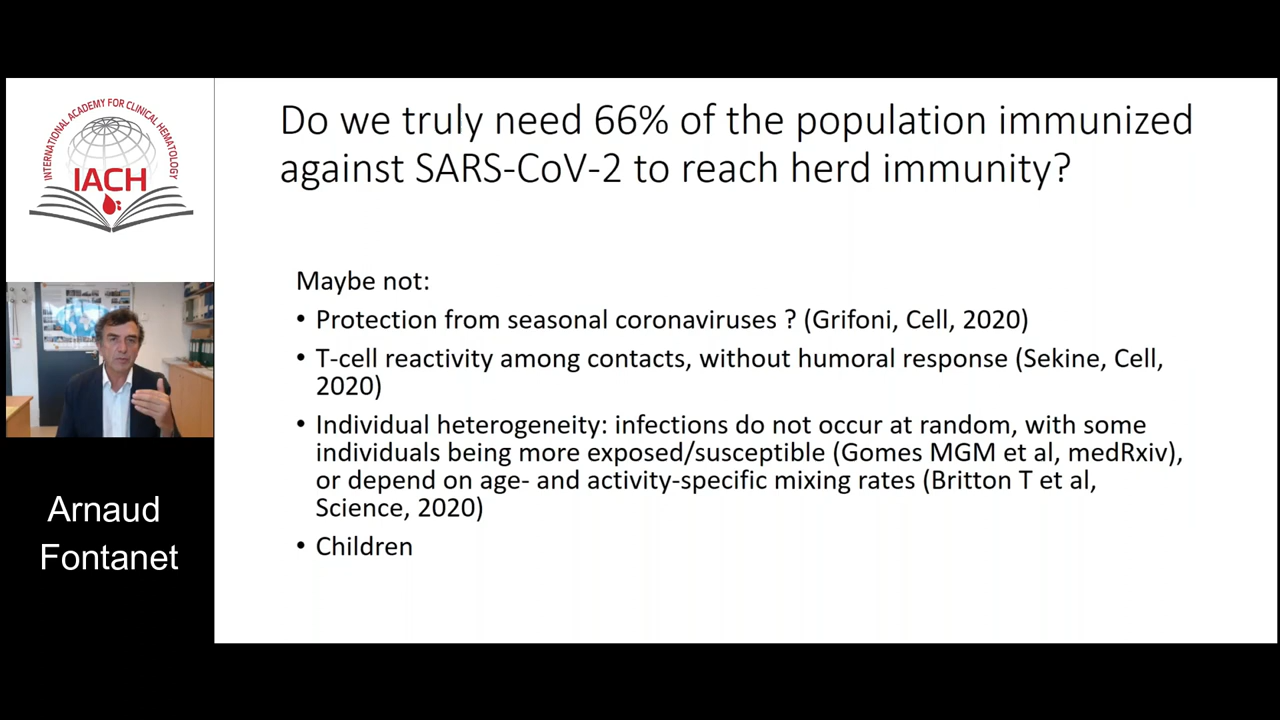 INTERNATIONAL ACADEMY FOR CLINICAL HEMATOLOGY
IACH
Arnaud
Fontanet
Do we truly need 66% of the population immunized
against SARS-CoV-2 to reach herd immunity?
Maybe not:
• Protection from seasonal coronaviruses ? (Grifoni, Cell, 2020)
• T-cell reactivity among contacts, without humoral response (Sekine, Cell,
2020)
• Individual heterogeneity: infections do not occur at random, with some
individuals being more exposed/susceptible (Gomes MGM et al, medRxiv),
or depend on age- and activity-specific mixing rates (Britton T et al,
Science, 2020)
• Children